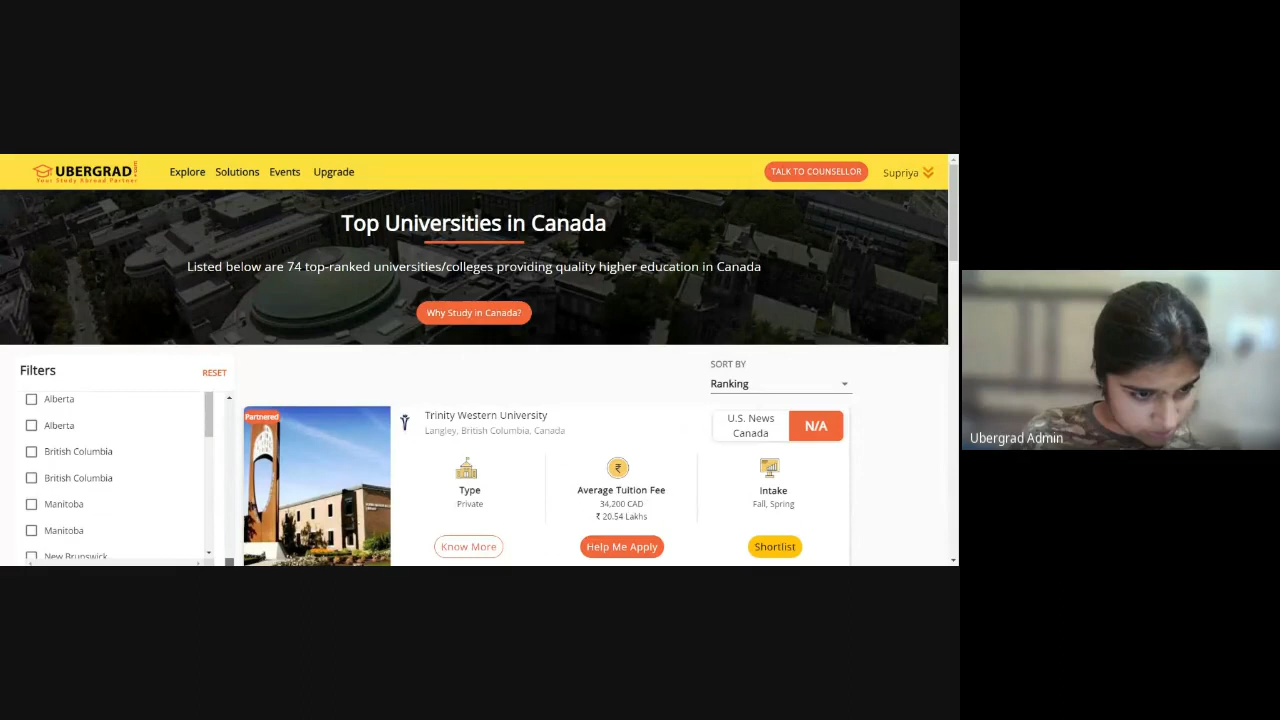 UBERGRAD.com
Your Study Abroad Partner
Explore Solutions Events Upgrade
TALK TO COUNSELLOR
Supriya
Top Universities in Canada
Listed below are 74 top-ranked universities/colleges providing quality higher education in Canada
Why Study in Canada?
Filters
RESET
Alberta
Alberta
British Columbia
British Columbia
Manitoba
Manitoba
New Brunswick
SORT BY
Ranking
Partnered
Trinity Western University
Langley, British Columbia, Canada
U.S. News
Canada
N/A
Type
Private
Average Tuition Fee
34,200 CAD
₹ 20.54 Lakhs
Intake
Fall, Spring
Know More
Help Me Apply
Shortlist
Ubergrad Admin